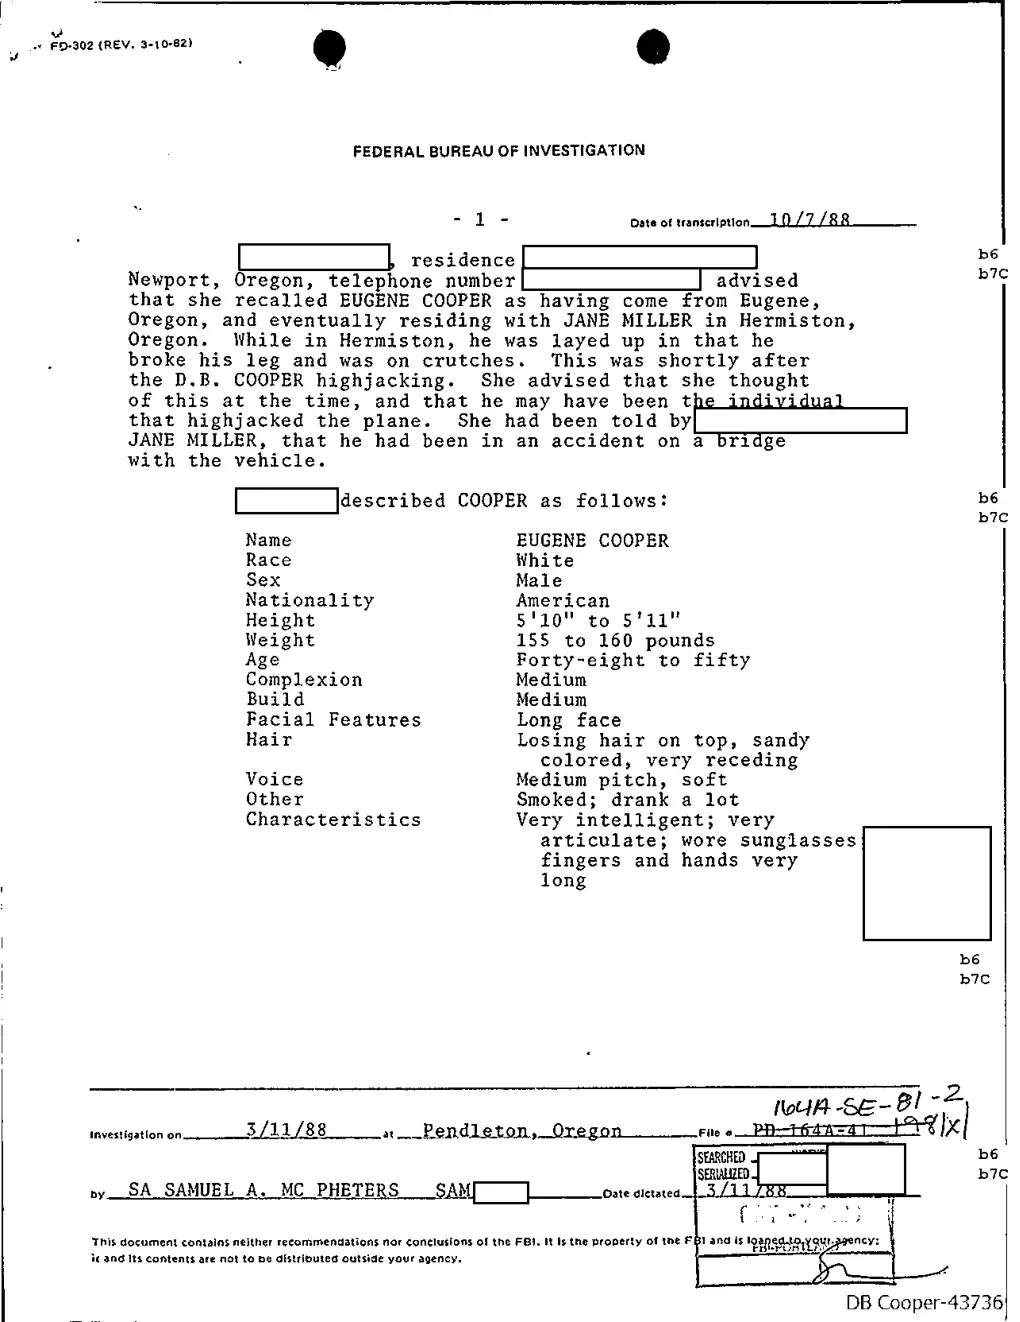 FD-302 (REV. 3-10-82)
FEDERAL BUREAU OF INVESTIGATION
- 1 -
Date of transcription 10/7/88
, residence
b6
Newport, Oregon, telephone number advised
b7C
that she recalled EUGENE COOPER as having come from Eugene,
Oregon, and eventually residing with JANE MILLER in Hermiston,
Oregon. While in Hermiston, he was layed up in that he
broke his leg and was on crutches. This was shortly after
the D.B. COOPER highjacking. She advised that she thought
of this at the time, and that he may have been the individual
that highjacked the plane. She had been told by
JANE MILLER, that he had been in an accident on a bridge
with the vehicle.
described COOPER as follows:
b6
b7C
Name EUGENE COOPER
Race White
Sex Male
Nationality American
Height 5'10" to 5'11"
Weight 155 to 160 pounds
Age Forty-eight to fifty
Complexion Medium
Build Medium
Facial Features Long face
Hair Losing hair on top, sandy
colored, very receding
Voice Medium pitch, soft
Other Smoked; drank a lot
Characteristics Very intelligent; very
articulate; wore sunglasses
fingers and hands very
long
b6
b7C
164A-SE-81-2
Investigation on 3/11/88 at Pendleton, Oregon File # PD-164A-41
SEARCHED
b6
SERIALIZED
b7C
by SA SAMUEL A. MC PHETERS SAM Date dictated 3/11/88
This document contains neither recommendations nor conclusions of the FBI. It is the property of the FBI and is loaned to your agency;
it and its contents are not to be distributed outside your agency.
FBI-PORTLAND
DB Cooper-43736